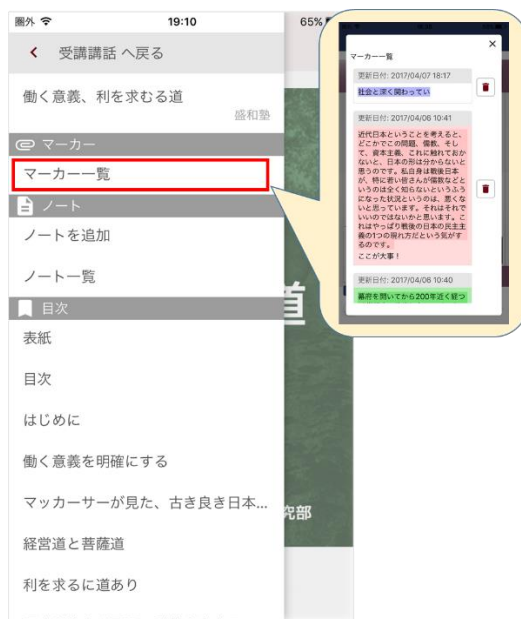 圏外 19:10 65%
受講講話 へ戻る
働く意義、利を求むる道
盛和塾
マーカー
マーカー一覧
ノート
ノートを追加
ノート一覧
目次
表紙
目次
はじめに
働く意義を明確にする
マッカーサーが見た、古き良き日本...
経営道と菩薩道
利を求るに道あり
道
究部
マーカー一覧
×
更新日付: 2017/04/07 18:17
社会と深く関わってい
更新日付: 2017/04/06 10:41
近代日本ということを考えると、
どこかでこの問題、儒教、そし
て、資本主義、これに触れておか
ないと、日本の形は分からないと
思うのです。私自身は戦後日本
が、特に若い皆さんが儒教などと
いうのは全く知らないというふう
になった状況というのは、悪くな
いと思っています。それはそれで
いいのではないかと思います。こ
れはやっぱり戦後の日本の民主主
義の1つの現れ方だという気がす
るのです。
ここが大事！
更新日付: 2017/04/06 10:40
幕府を開いてから200年近く経つ